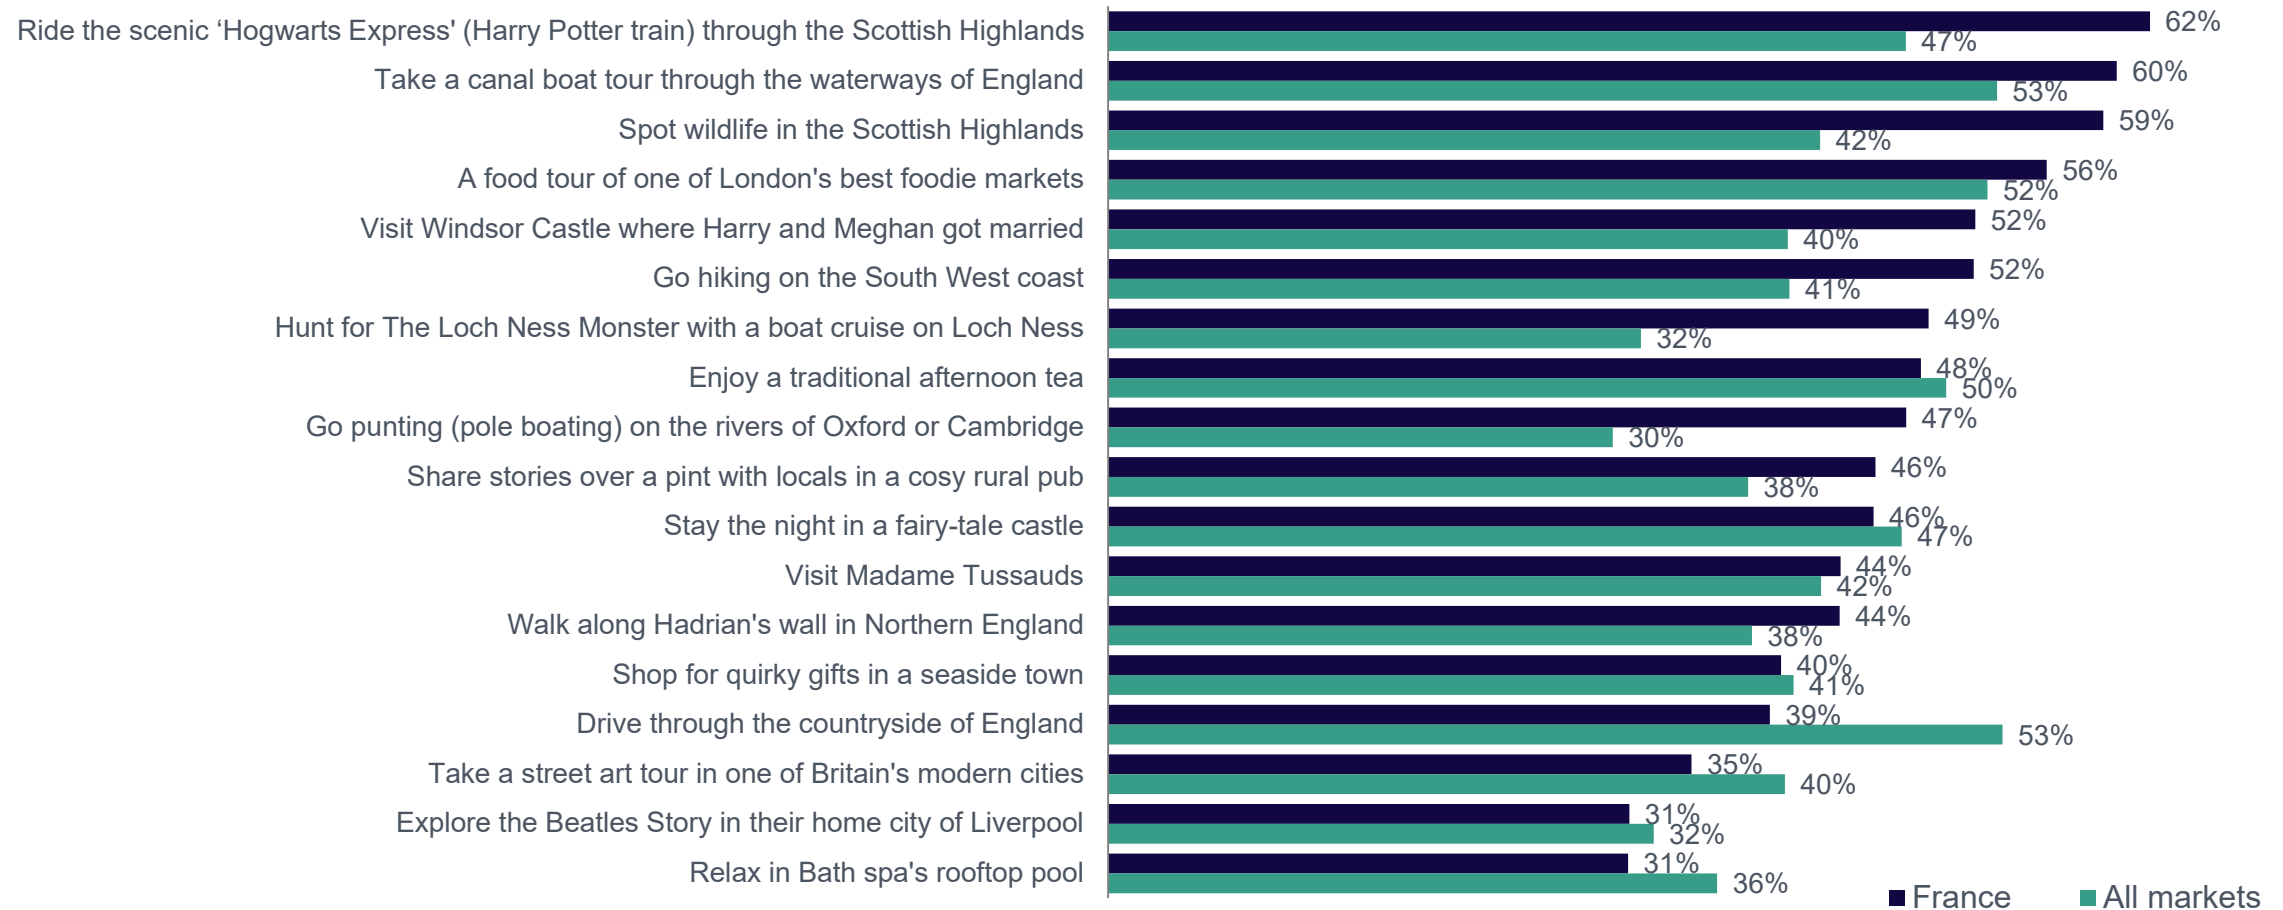 Ride the scenic ‘Hogwarts Express' (Harry Potter train) through the Scottish Highlands
62%
47%
Take a canal boat tour through the waterways of England
60%
53%
Spot wildlife in the Scottish Highlands
59%
42%
A food tour of one of London's best foodie markets
56%
52%
Visit Windsor Castle where Harry and Meghan got married
52%
40%
Go hiking on the South West coast
52%
41%
Hunt for The Loch Ness Monster with a boat cruise on Loch Ness
49%
32%
Enjoy a traditional afternoon tea
48%
50%
Go punting (pole boating) on the rivers of Oxford or Cambridge
47%
30%
Share stories over a pint with locals in a cosy rural pub
46%
38%
Stay the night in a fairy-tale castle
46%
47%
Visit Madame Tussauds
44%
42%
Walk along Hadrian's wall in Northern England
44%
38%
Shop for quirky gifts in a seaside town
40%
41%
Drive through the countryside of England
39%
53%
Take a street art tour in one of Britain's modern cities
35%
40%
Explore the Beatles Story in their home city of Liverpool
31%
32%
Relax in Bath spa's rooftop pool
31%
36%
France
All markets